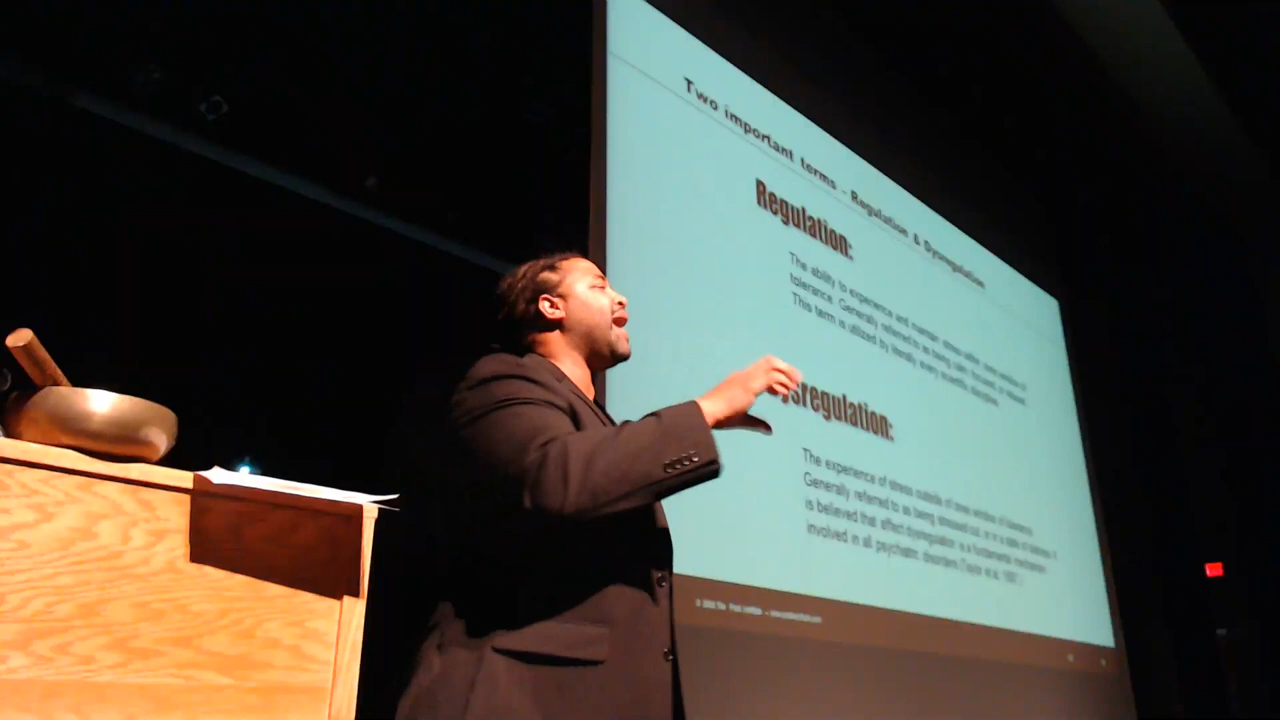 Two important terms - Regulation & Dysregulation
Regulation:
The ability to experience and maintain stress within ones window of
tolerance. Generally referred to as being calm, focused, or relaxed.
This term is utilized by literally every scientific discipline.
sregulation:
The experience of stress outside of ones window of tolerance.
Generally referred to as being stressed out, or in a state of distress. It
is believed that affect dysregulation is a fundamental mechanism
involved in all psychiatric disorders (Taylor et al, 1997)